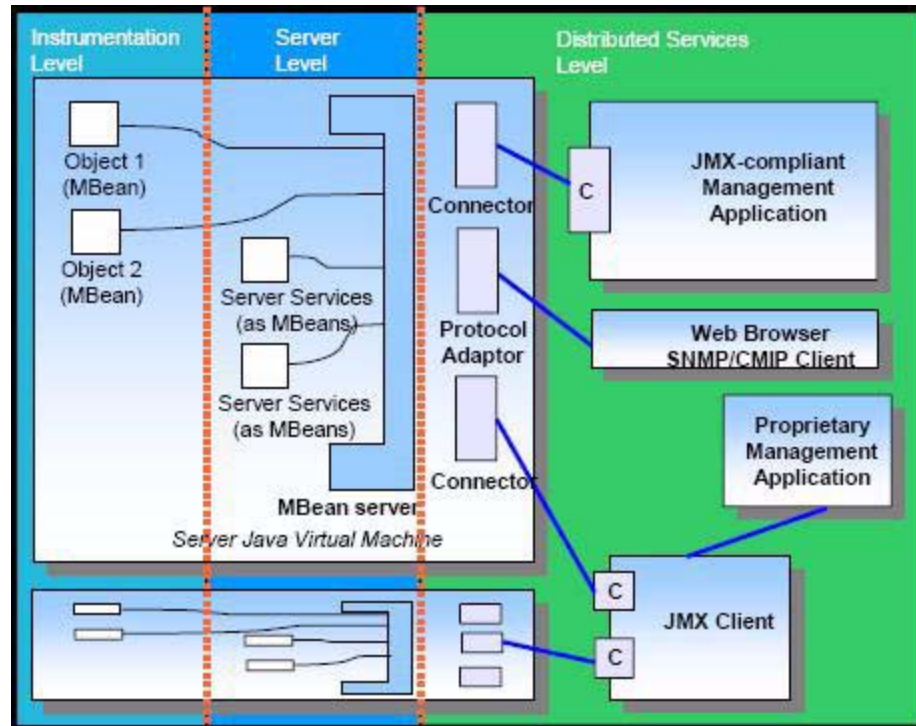 Instrumentation
Level
Server
Level
Distributed Services
Level
Object 1
(MBean)
Object 2
(MBean)
Server Services
(as MBeans)
Server Services
(as MBeans)
MBean server
Server Java Virtual Machine
Connector
Protocol
Adaptor
Connector
C
JMX-compliant
Management
Application
Web Browser
SNMP/CMIP Client
Proprietary
Management
Application
C
C
JMX Client